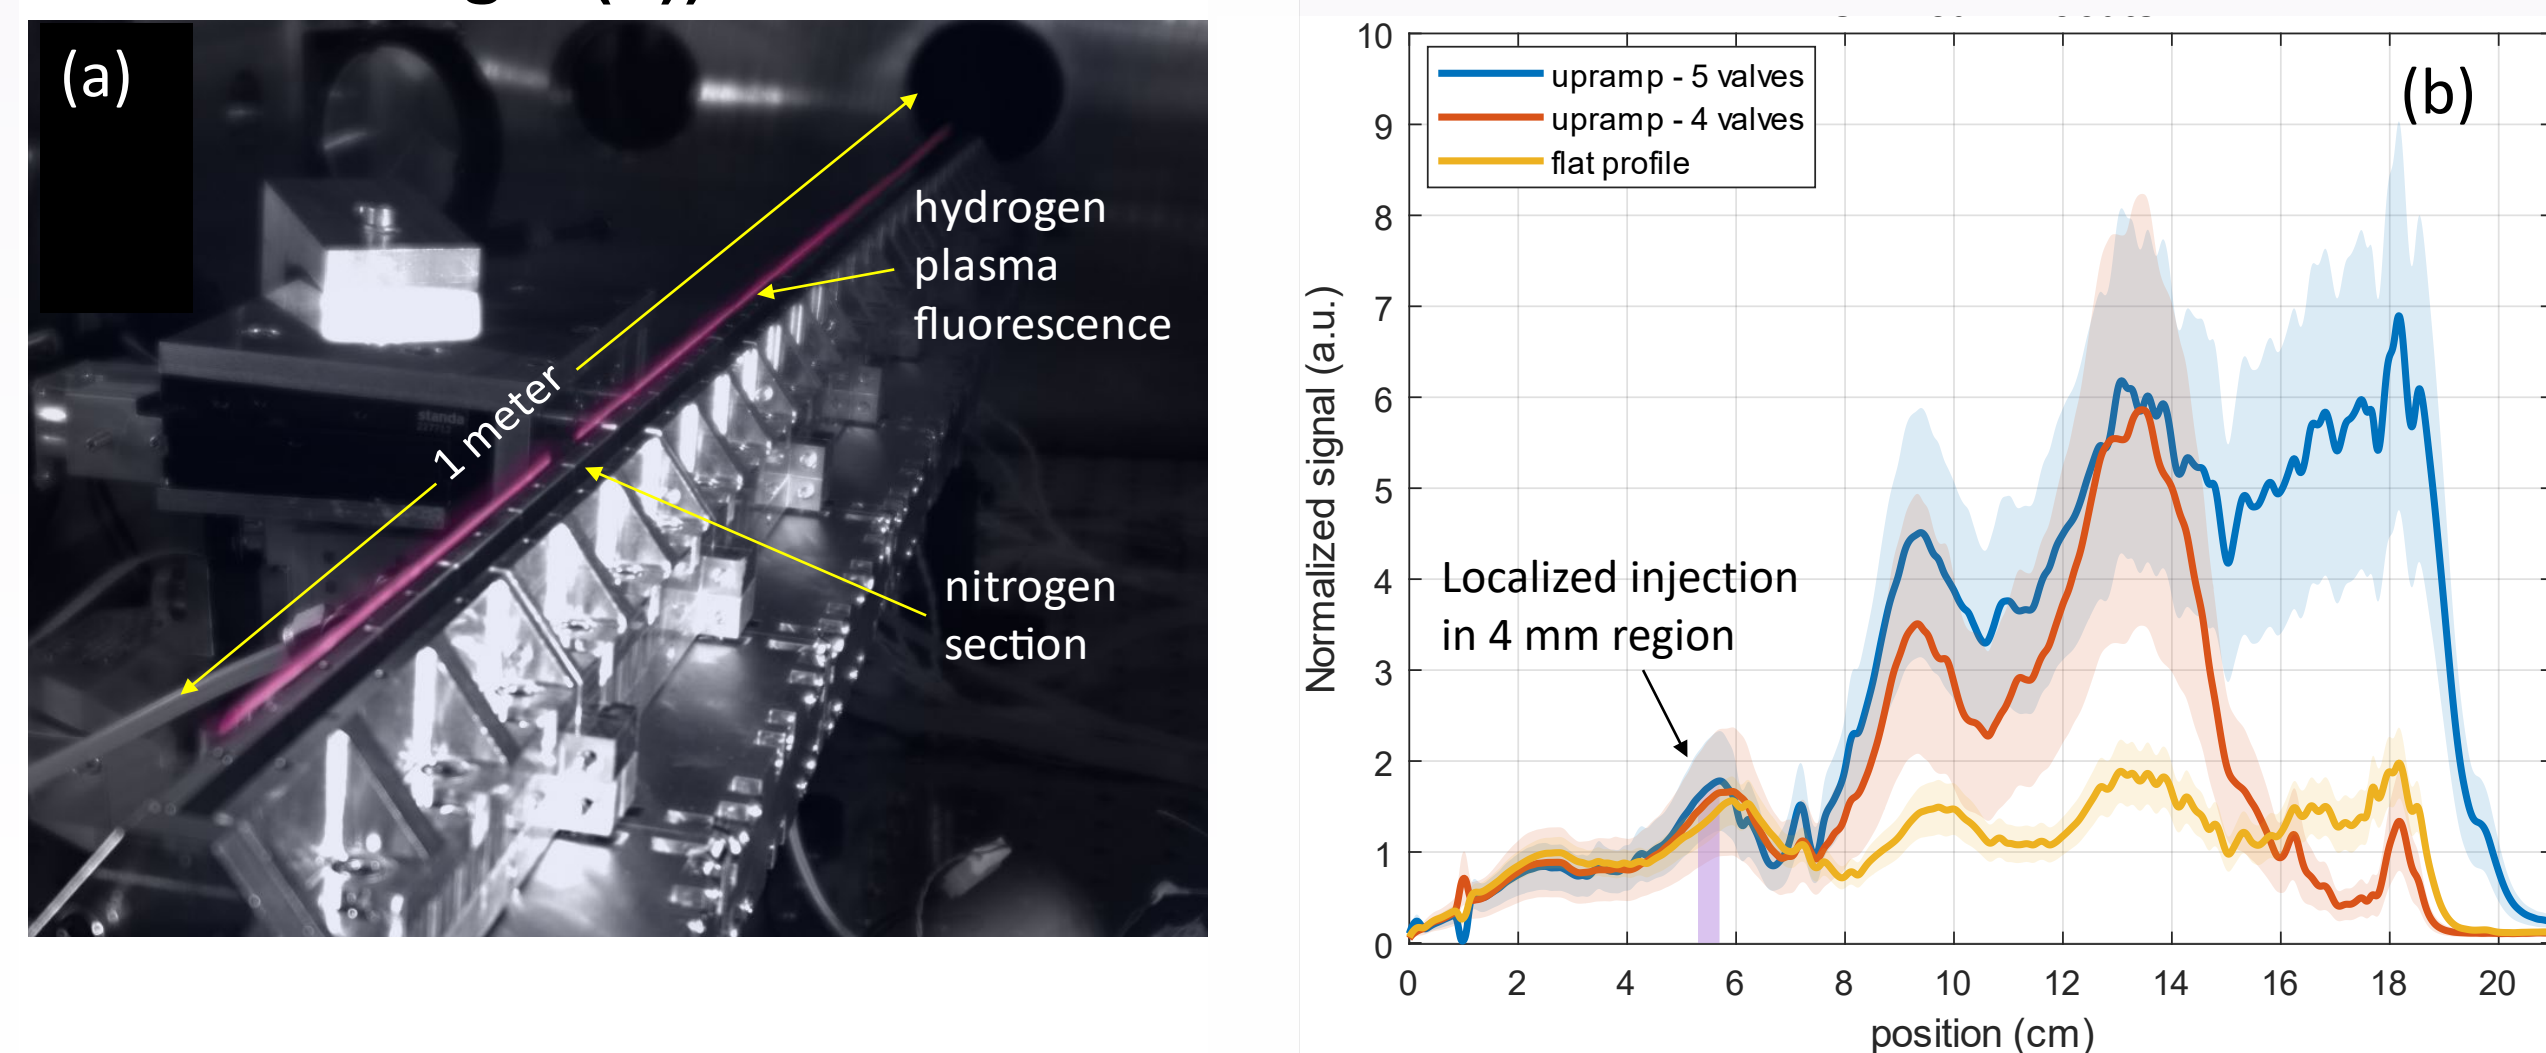 (a)
hydrogen
plasma
fluorescence
1 meter
standa
nitrogen
section
(b)
upramp - 5 valves
upramp - 4 valves
flat profile
Localized injection
in 4 mm region
Normalized signal (a.u.)
10
9
8
7
6
5
4
3
2
1
0
0 2 4 6 8 10 12 14 16 18 20
position (cm)